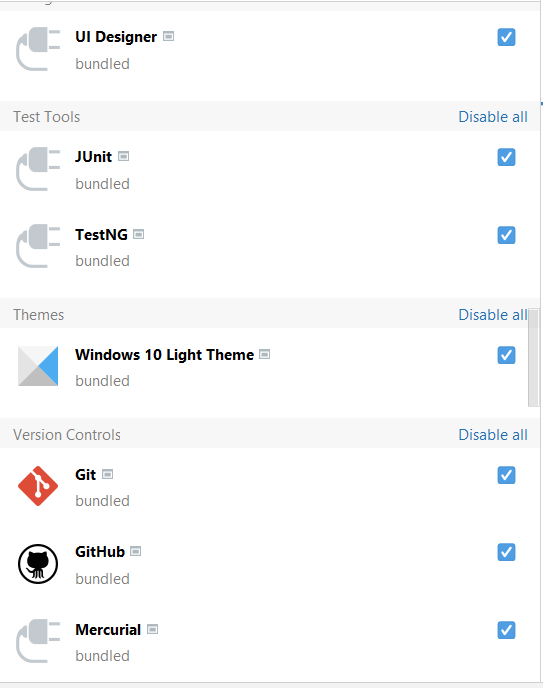 UI Designer
bundled
Test Tools Disable all
JUnit
bundled
TestNG
bundled
Themes Disable all
Windows 10 Light Theme
bundled
Version Controls Disable all
Git
bundled
GitHub
bundled
Mercurial
bundled